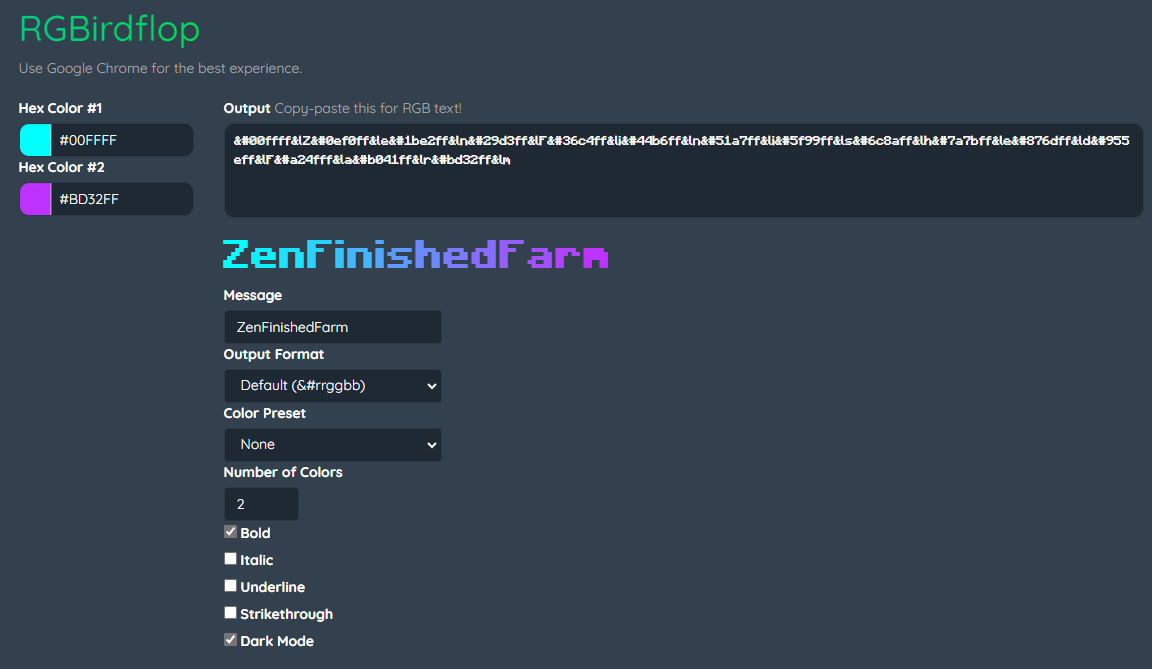 RGBirdflop
Use Google Chrome for the best experience.
Hex Color #1
#00FFFF
Hex Color #2
#BD32FF
Output Copy-paste this for RGB text!
&#00ffff&lZ&#0ef0ff&le&#1be2ff&ln&#29d3ff&lF&#36c4ff&li&#44b6ff&ln&#51a7ff&li&#5f99ff&ls&#6c8aff&lh&#7a7bff&le&#876dff&ld&#955
eff&lF&#a24fff&la&#b041ff&lr&#bd32ff&lm
ZenFinishedFarm
Message
ZenFinishedFarm
Output Format
Default (&#rrggbb)
Color Preset
None
Number of Colors
2
Bold
Italic
Underline
Strikethrough
Dark Mode